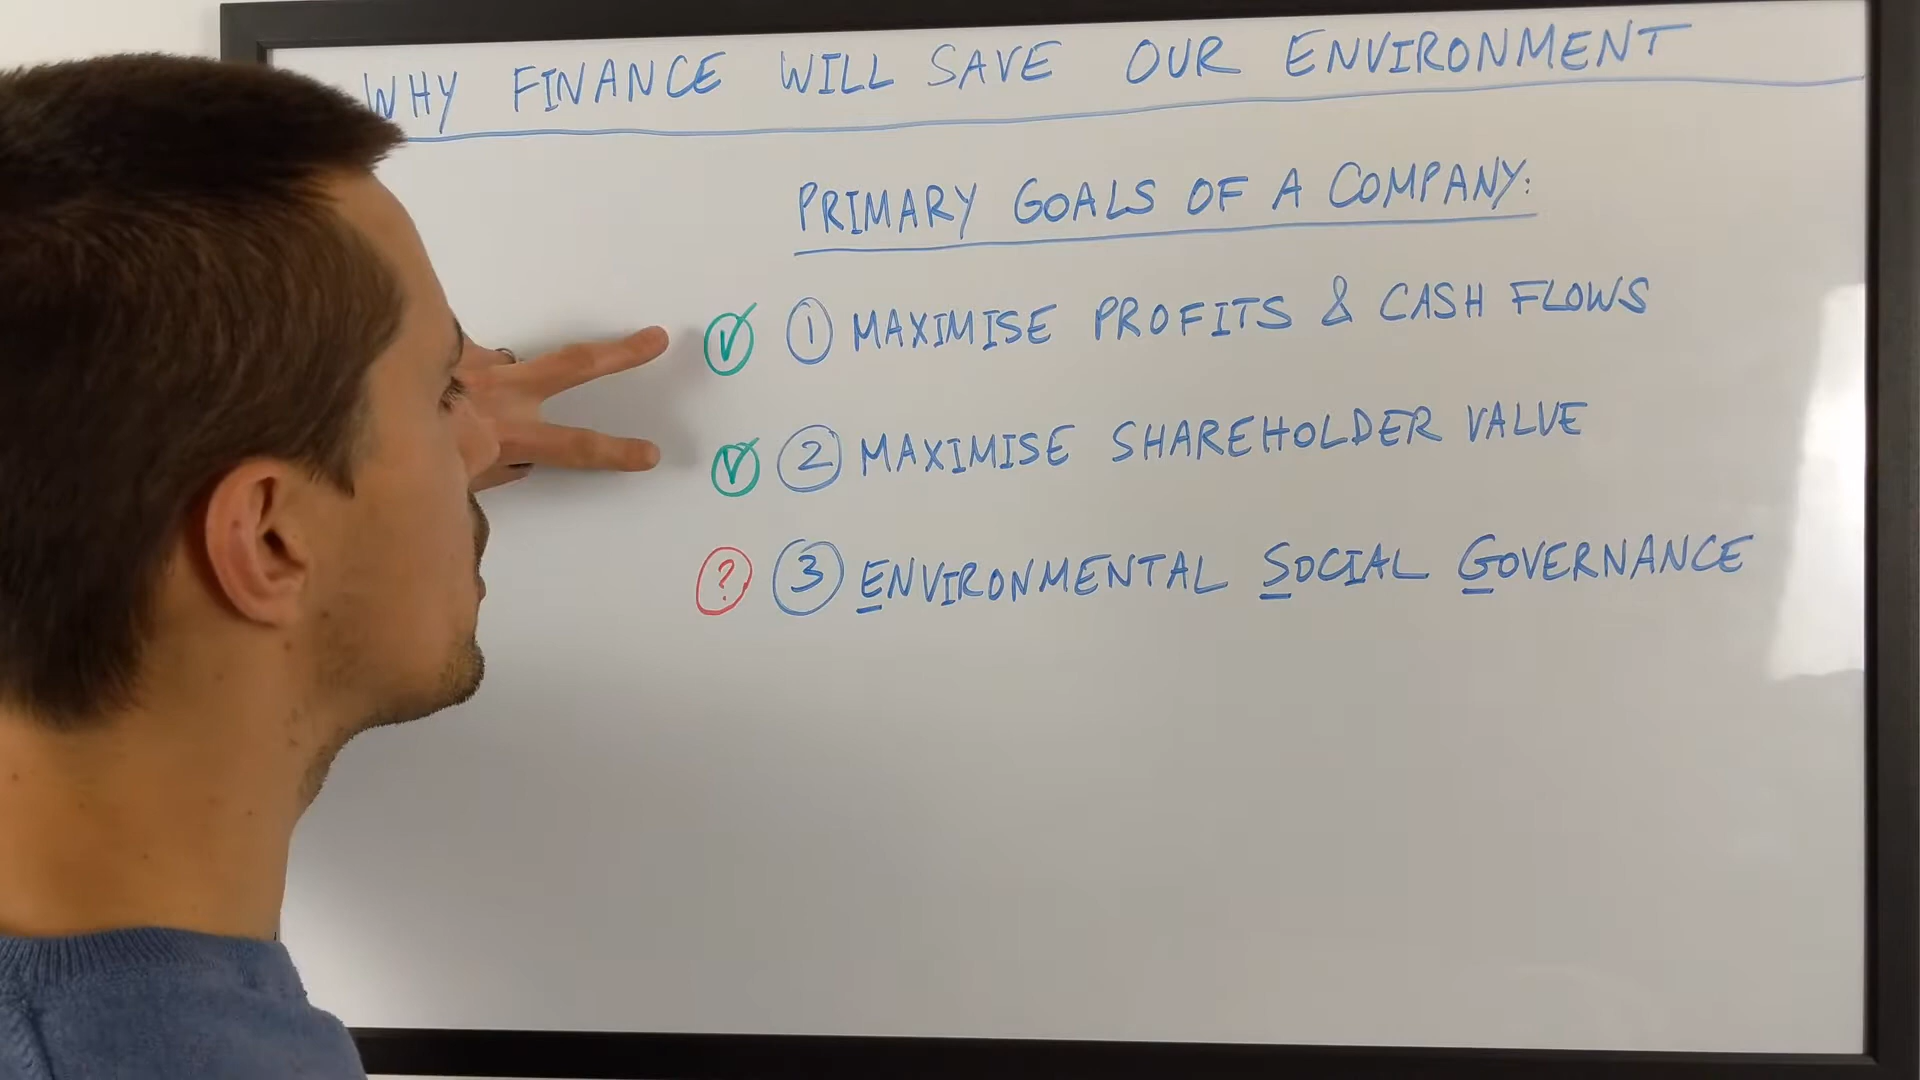 WHY FINANCE WILL SAVE OUR ENVIRONMENT
PRIMARY GOALS OF A COMPANY:
✓ 1 MAXIMISE PROFITS & CASH FLOWS
✓ 2 MAXIMISE SHAREHOLDER VALUE
? 3 ENVIRONMENTAL SOCIAL GOVERNANCE